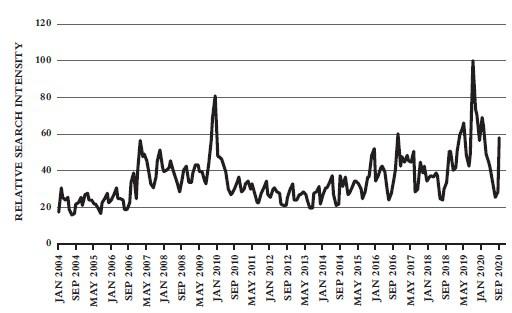 120
100
80
60
40
20
0
RELATIVE SEARCH INTENSITY
JAN 2004
SEP 2004
MAY 2005
JAN 2006
SEP 2006
MAY 2007
JAN 2008
SEP 2008
MAY 2009
JAN 2010
SEP 2010
MAY 2011
JAN 2012
SEP 2012
MAY 2013
JAN 2014
SEP 2014
MAY 2015
JAN 2016
SEP 2016
MAY 2017
JAN 2018
SEP 2018
MAY 2019
JAN 2020
SEP 2020